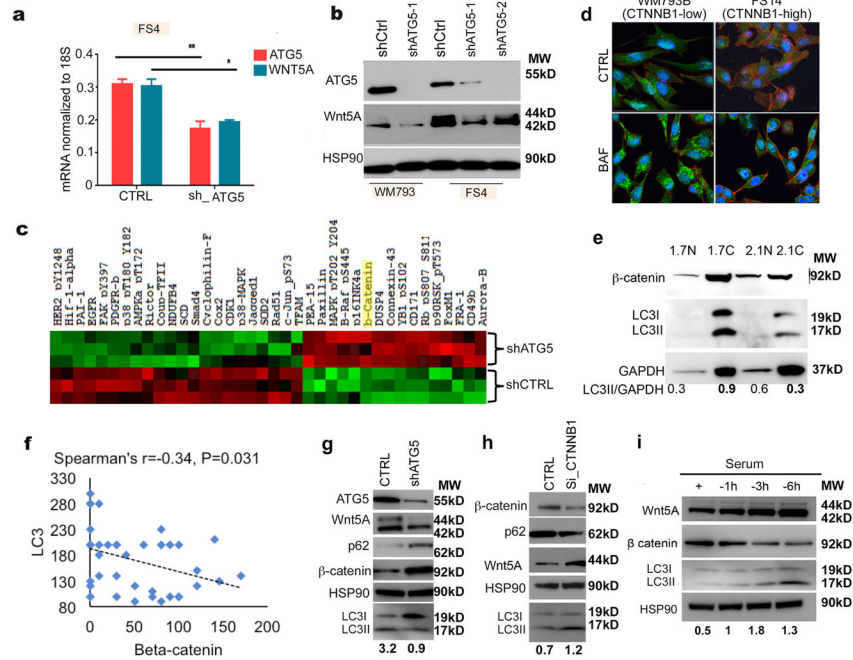 a
FS4
**
*
ATG5
WNT5A
mRNA normalized to 18S
0.4
0.3
0.2
0.1
0
CTRL
sh_ATG5
b
shCtrl
shATG5-1
shCtrl
shATG5-1
shATG5-2
MW
ATG5
55kD
Wnt5A
44kD
42kD
HSP90
90kD
WM793
FS4
c
HER2_pY1248
Hif-1-alpha
PAI-1
EGFR
FAK_pY397
PDGFR-b
p38_pT180_Y182
AMPKa_pT172
Rictor
Coup-TFII
NDUFB4
SCD
Smad4
Cyclophilin-F
Cox2
CDK1
p38-MAPK
Jagged1
SOD2
Rad51
c-Jun_pS73
TFAM
PEA-15
Paxilin
MAPK_pT202_Y204
B-Raf_pS445
p16INK4a
b-Catenin
DUSP4
Connexin-43
YB1_pS102
CD171
Rb_pS807_S811
p90RSK_pT573
FoxM1
FRA-1
CD49b
Aurora-B
shATG5
shCTRL
d
WM793B
(CTNNB1-low)
FS14
(CTNNB1-high)
CTRL
BAF
e
1.7N 1.7C 2.1N 2.1C
MW
β-catenin
92kD
LC3I
19kD
LC3II
17kD
GAPDH
37kD
LC3II/GAPDH 0.3 0.9 0.6 0.3
f
Spearman's r=-0.34, P=0.031
LC3
330
280
230
180
130
80
0 50 100 150 200
Beta-catenin
g
CTRL
shATG5
MW
ATG5
55kD
Wnt5A
44kD
42kD
p62
62kD
β-catenin
92kD
HSP90
90kD
LC3I
19kD
LC3II
17kD
3.2 0.9
h
CTRL
Si_CTNNB1
MW
β-catenin
92kD
p62
62kD
Wnt5A
44kD
HSP90
90kD
LC3I
19kD
LC3II
17kD
0.7 1.2
i
Serum
+ -1h -3h -6h
MW
Wnt5A
44kD
42kD
β catenin
92kD
LC3I
19kD
LC3II
17kD
HSP90
90kD
0.5 1 1.8 1.3